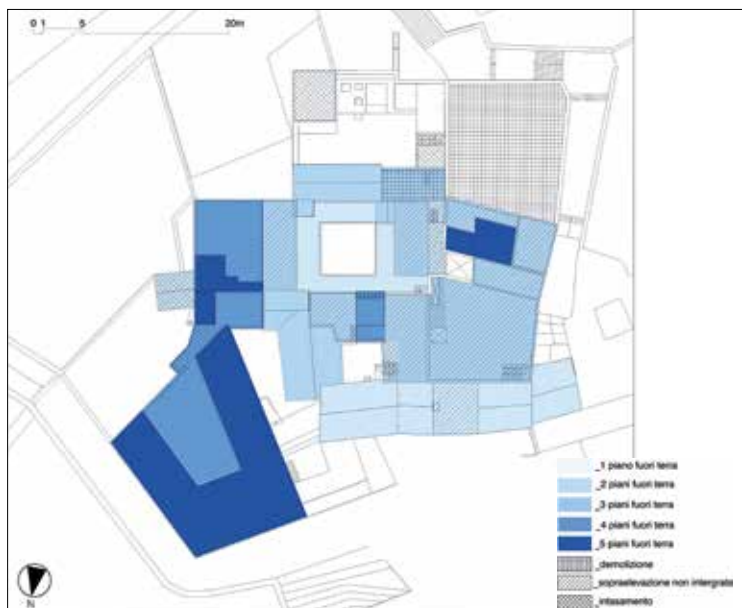 0 1 5 20m
_1 piano fuori terra
_2 piani fuori terra
_3 piani fuori terra
_4 piani fuori terra
_5 piani fuori terra
_demolizione
_sopraelevazione non intergrata
_intasamento
N